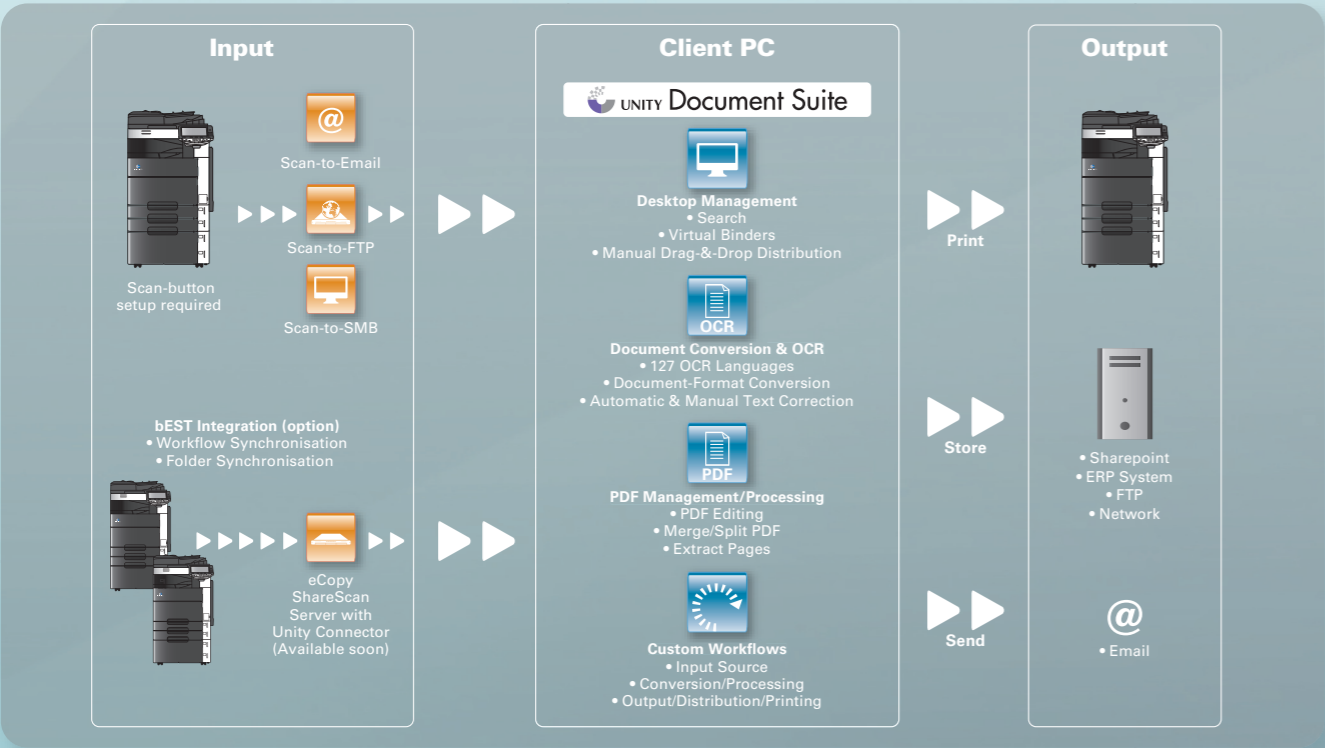 Input
Scan-to-Email
Scan-to-FTP
Scan-button
setup required
Scan-to-SMB
bEST Integration (option)
• Workflow Synchronisation
• Folder Synchronisation
eCopy
ShareScan
Server with
Unity Connector
(Available soon)
Client PC
UNITY Document Suite
Desktop Management
• Search
• Virtual Binders
• Manual Drag-&-Drop Distribution
OCR
Document Conversion & OCR
• 127 OCR Languages
• Document-Format Conversion
• Automatic & Manual Text Correction
PDF
PDF Management/Processing
• PDF Editing
• Merge/Split PDF
• Extract Pages
Custom Workflows
• Input Source
• Conversion/Processing
• Output/Distribution/Printing
Print
Store
Send
Output
• Sharepoint
• ERP System
• FTP
• Network
@
• Email